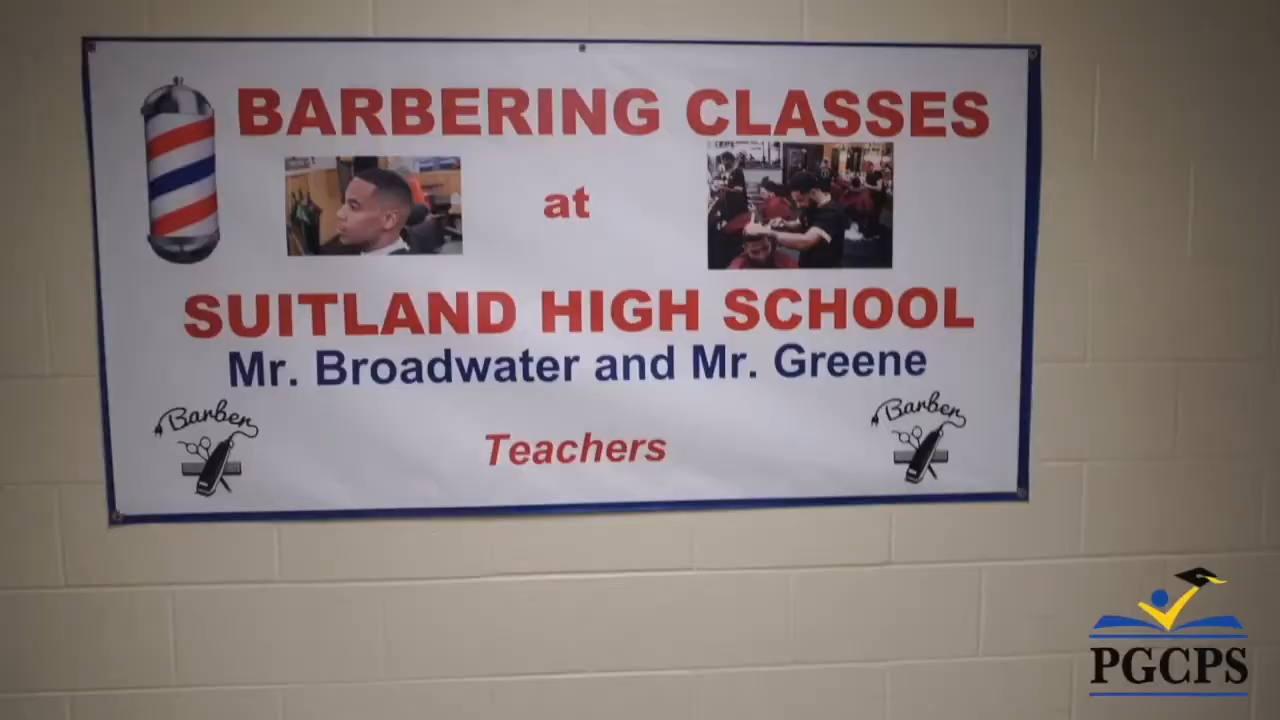 BARBERING CLASSES
at
SUITLAND HIGH SCHOOL
Mr. Broadwater and Mr. Greene
Barber
Barber
Teachers
PGCPS